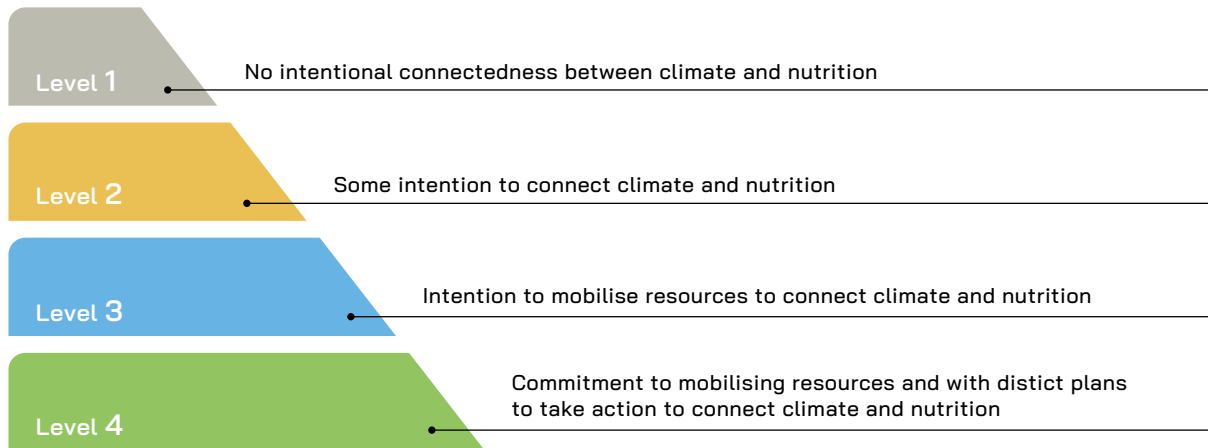 Level 1
No intentional connectedness between climate and nutrition
Level 2
Some intention to connect climate and nutrition
Level 3
Intention to mobilise resources to connect climate and nutrition
Level 4
Commitment to mobilising resources and with distict plans
to take action to connect climate and nutrition